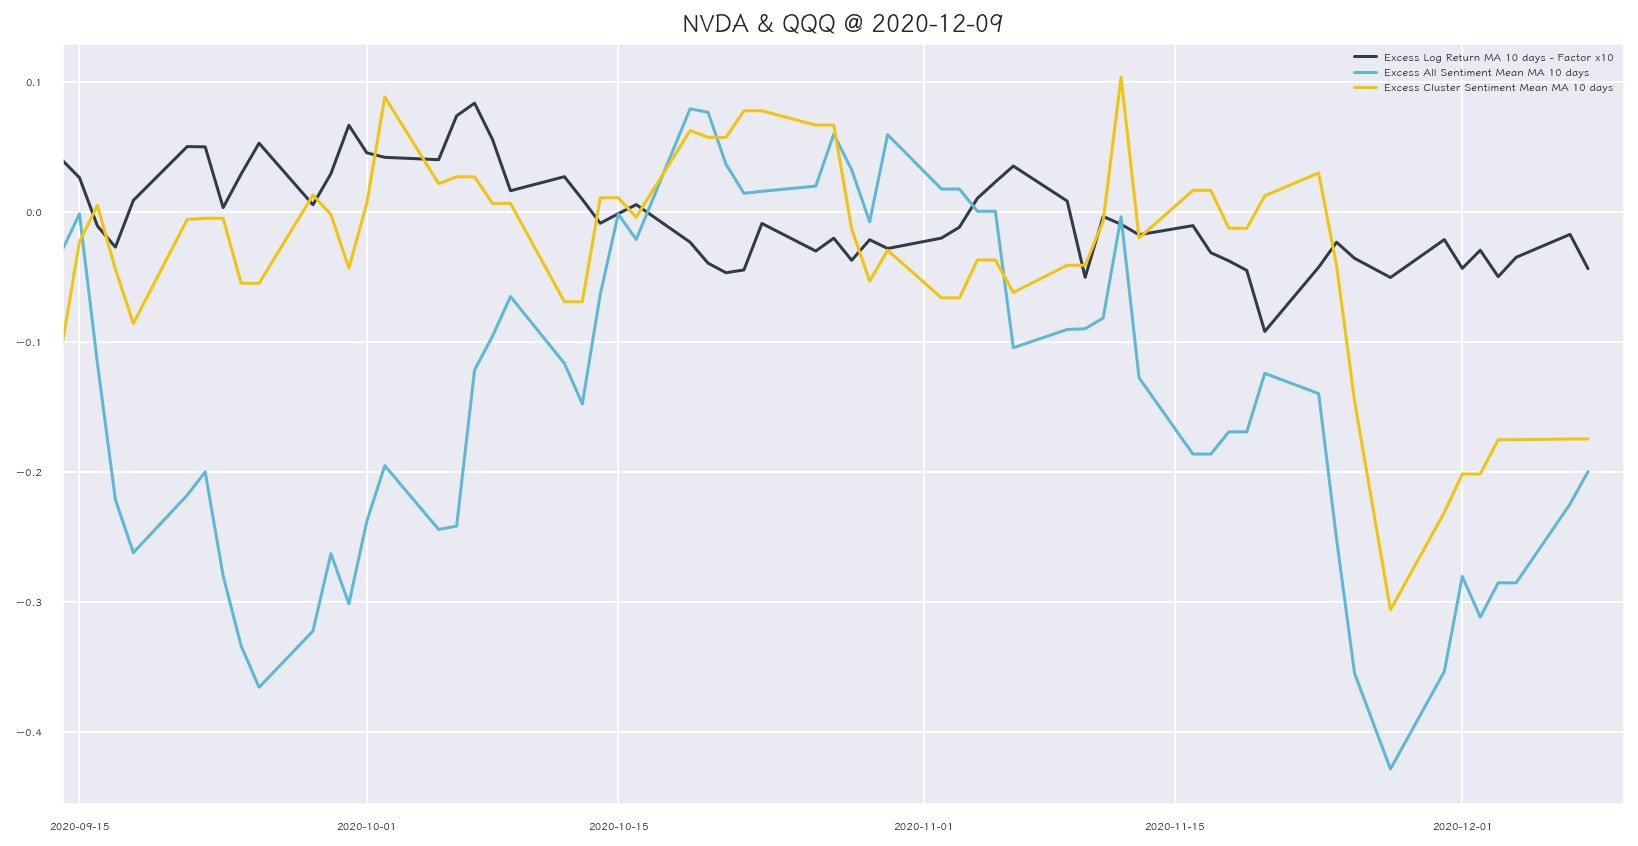 NVDA & QQQ @ 2020-12-09
Excess Log Return MA 10 days - Factor x10
Excess All Sentiment Mean MA 10 days
Excess Cluster Sentiment Mean MA 10 days
0.1
0.0
−0.1
−0.2
−0.3
−0.4
2020-09-15 2020-10-01 2020-10-15 2020-11-01 2020-11-15 2020-12-01